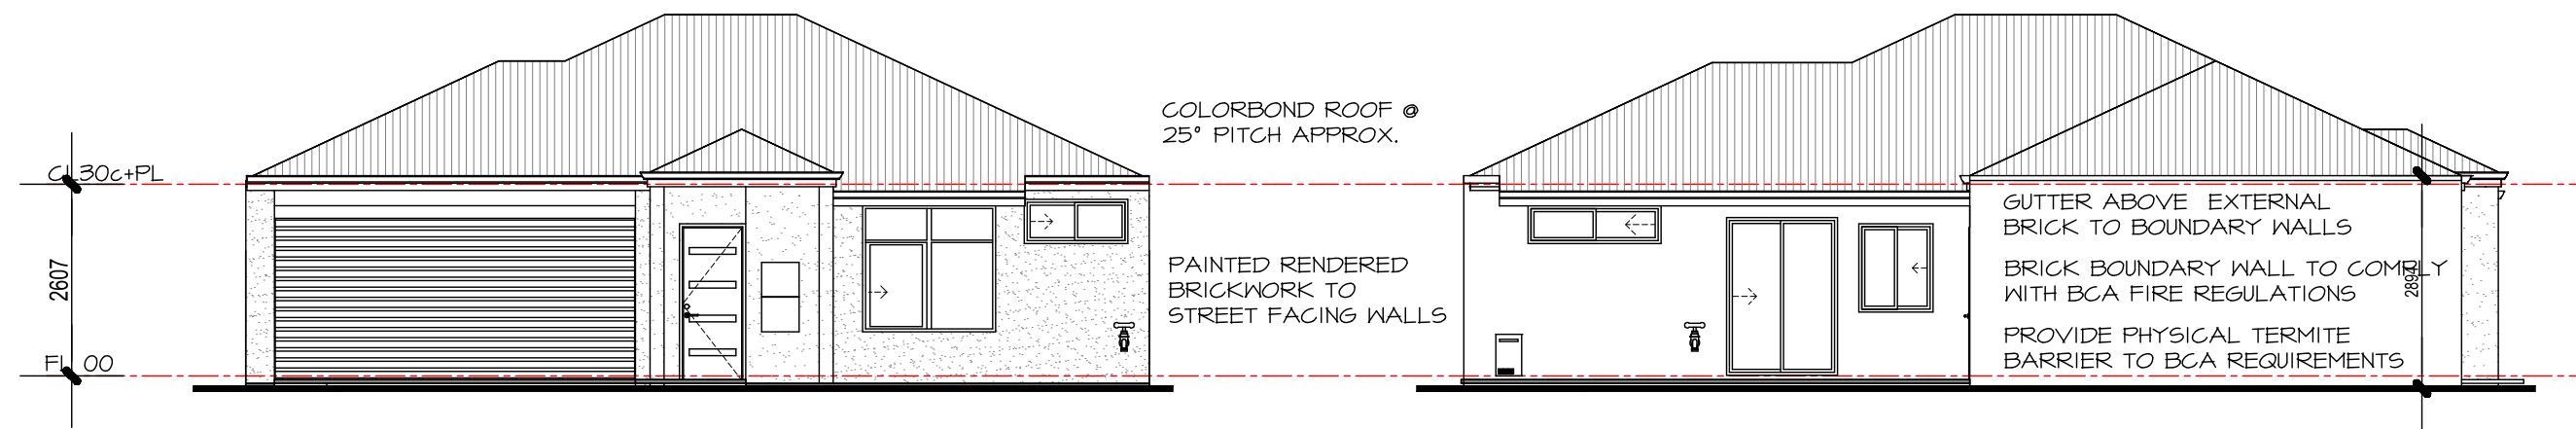 COLORBOND ROOF @
25° PITCH APPROX.
CL 30c+PL
2607
FL 00
PAINTED RENDERED
BRICKWORK TO
STREET FACING WALLS
GUTTER ABOVE EXTERNAL
BRICK TO BOUNDARY WALLS
BRICK BOUNDARY WALL TO COMPLY
WITH BCA FIRE REGULATIONS
PROVIDE PHYSICAL TERMITE
BARRIER TO BCA REQUIREMENTS
2894